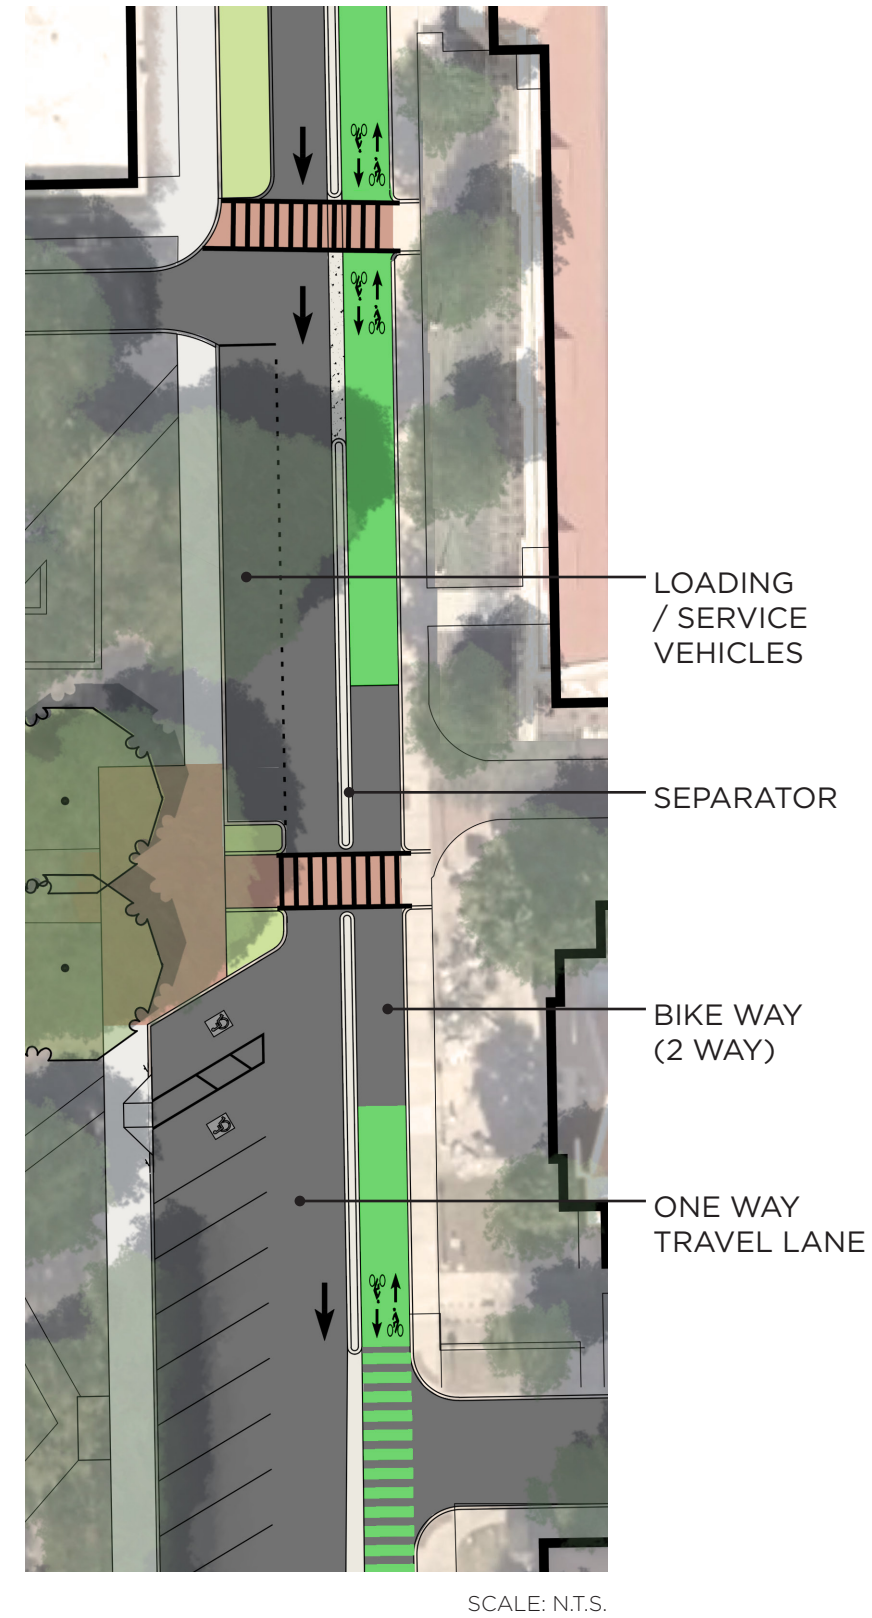 LOADING
/ SERVICE
VEHICLES
SEPARATOR
BIKE WAY
(2 WAY)
ONE WAY
TRAVEL LANE
SCALE: N.T.S.